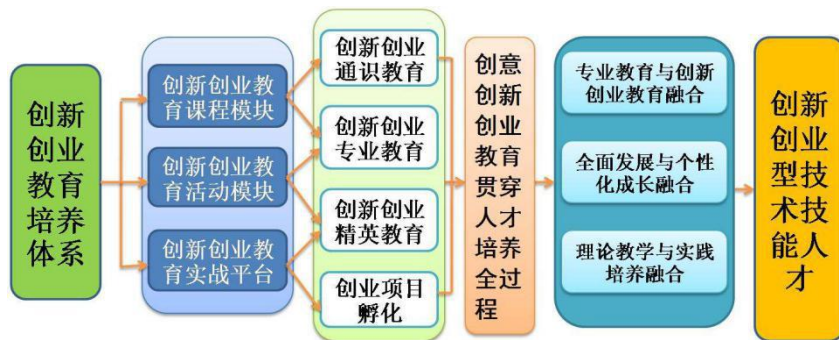 创新
创业
教育
培养
体系
创新创业教
育课程模块
创新创业教
育活动模块
创新创业教
育实战平台
创新创业
通识教育
创新创业
专业教育
创新创业
精英教育
创业项目
孵化
创意
创新
创业
教育
贯穿
人才
培养
全过
程
专业教育与创新
创业教育融合
全面发展与个性
化成长融合
理论教学与实践
培养融合
创新
创业
型技
术技
能人
才